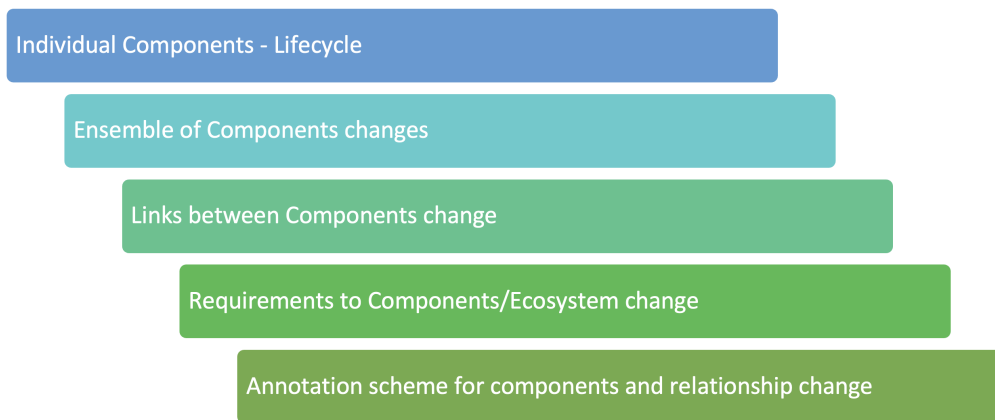 Individual Components - Lifecycle
Ensemble of Components changes
Links between Components change
Requirements to Components/Ecosystem change
Annotation scheme for components and relationship change